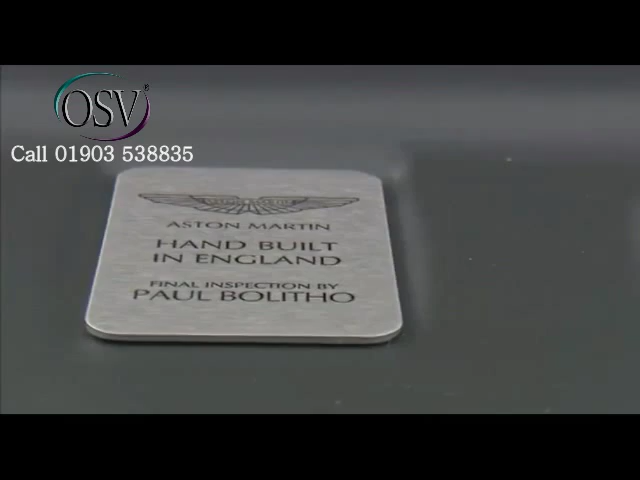 OSV®
Call 01903 538835
ASTON MARTIN
HAND BUILT
IN ENGLAND
FINAL INSPECTION BY
PAUL BOLITHO